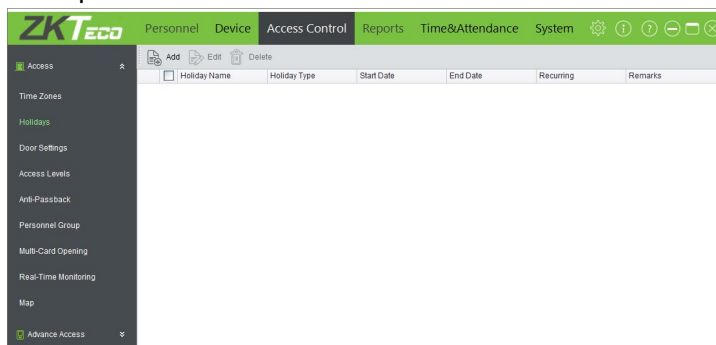 ZKTECO Personnel Device Access Control Reports Time&Attendance System
Access
Add Edit Delete
Holiday Name Holiday Type Start Date End Date Recurring Remarks
Time Zones
Holidays
Door Settings
Access Levels
Anti-Passback
Personnel Group
Multi-Card Opening
Real-Time Monitoring
Map
Advance Access